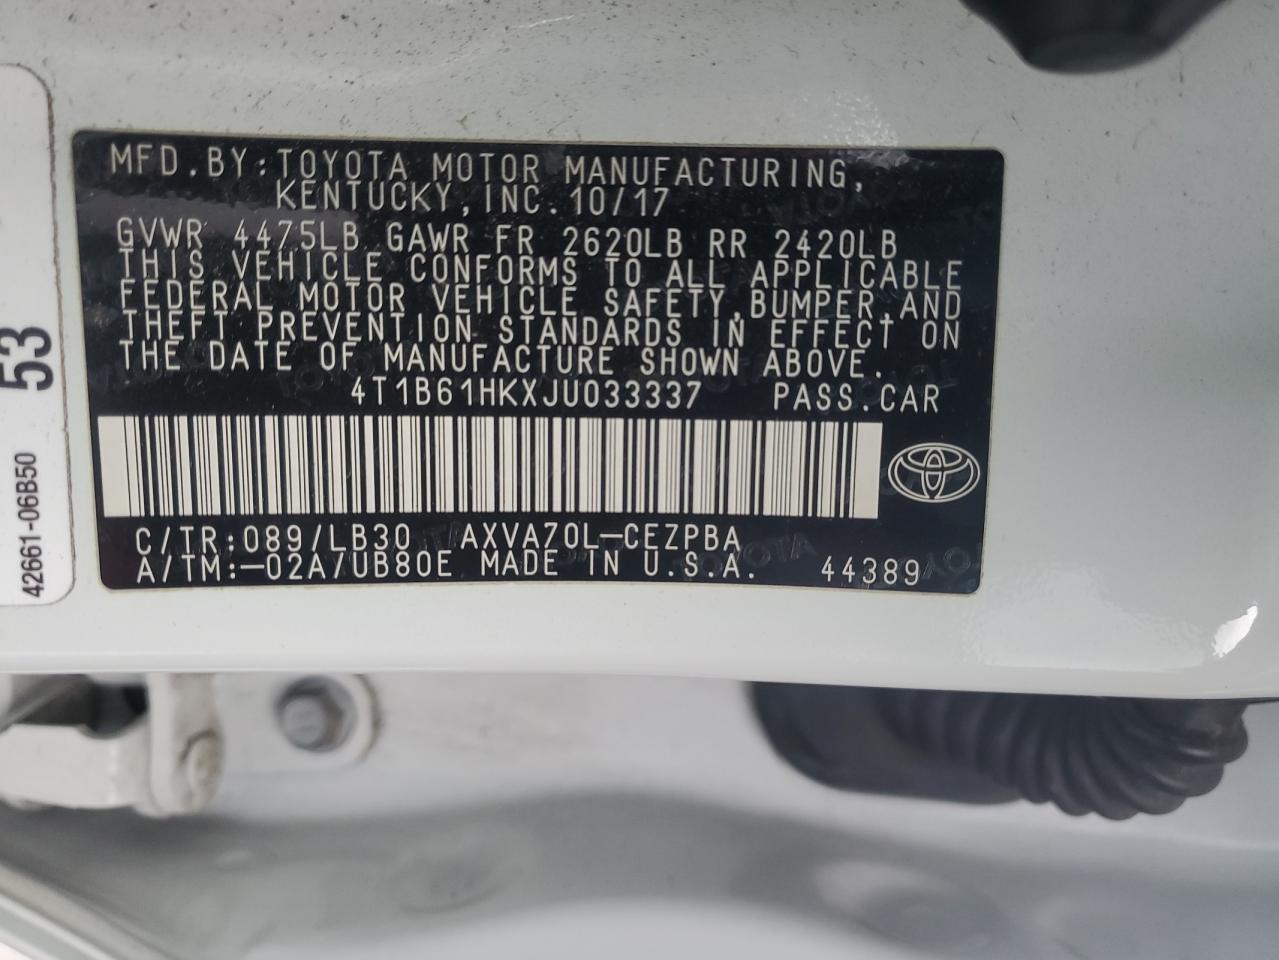 MFD.BY:TOYOTA MOTOR MANUFACTURING,
KENTUCKY,INC.10/17
GVWR 4475LB GAWR FR 2620LB RR 2420LB
THIS VEHICLE CONFORMS TO ALL APPLICABLE
FEDERAL MOTOR VEHICLE SAFETY,BUMPER,AND
THEFT PREVENTION STANDARDS IN EFFECT ON
THE DATE OF MANUFACTURE SHOWN ABOVE.
4T1B61HKXJU033337 PASS.CAR
C/TR:089/LB30 AXVA70L-CEZPBA
A/TM:-02A/UB80E MADE IN U.S.A. 44389
53
42661-06B50